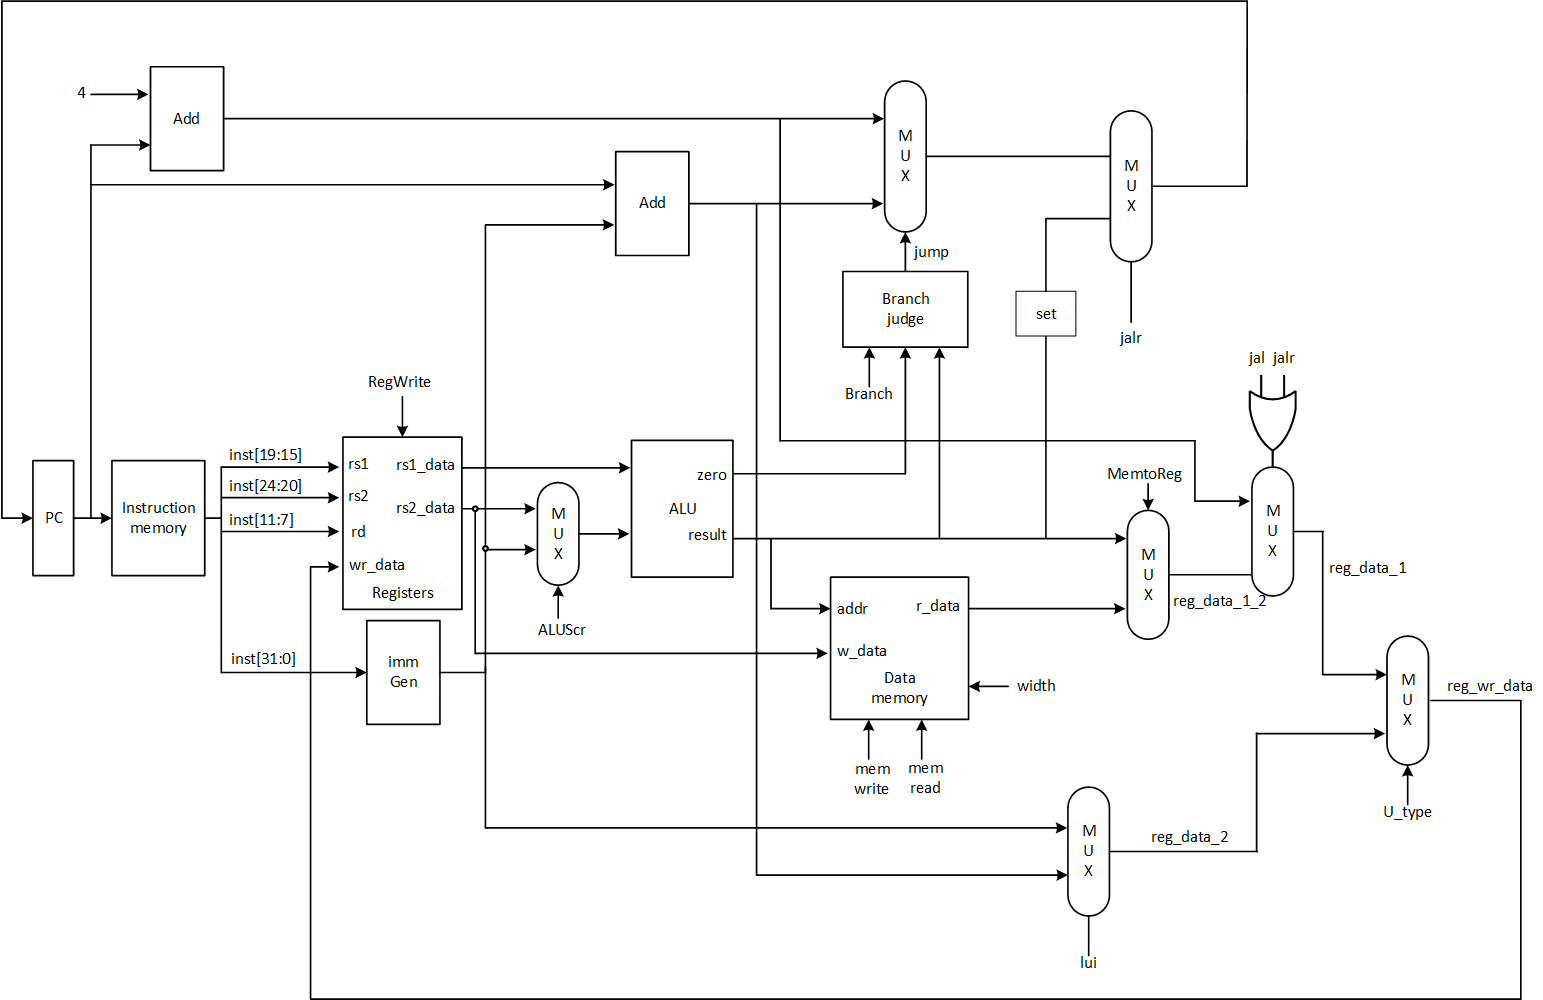 4
Add
Add
M
U
X
M
U
X
jump
Branch
judge
set
jalr
Branch
jal jalr
RegWrite
inst[19:15]
inst[24:20]
inst[11:7]
inst[31:0]
PC
Instruction
memory
rs1
rs2
rd
wr_data
rs1_data
rs2_data
Registers
imm
Gen
M
U
X
ALUScr
zero
ALU
result
addr
w_data
r_data
Data
memory
width
mem
write
mem
read
MemtoReg
M
U
X
reg_data_1_2
M
U
X
reg_data_1
M
U
X
reg_data_2
lui
M
U
X
U_type
reg_wr_data